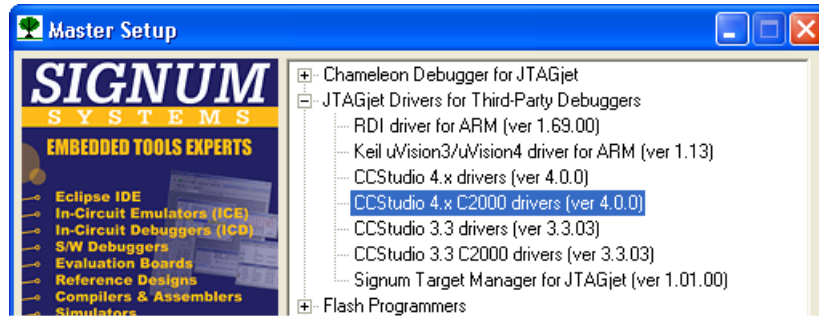 Master Setup
SIGNUM
SYSTEMS
EMBEDDED TOOLS EXPERTS
Eclipse IDE
In-Circuit Emulators (ICE)
In-Circuit Debuggers (ICD)
S/W Debuggers
Evaluation Boards
Reference Designs
Compilers & Assemblers
Simulators
Chameleon Debugger for JTAGjet
JTAGjet Drivers for Third-Party Debuggers
RDI driver for ARM (ver 1.69.00)
Keil uVision3/uVision4 driver for ARM (ver 1.13)
CCStudio 4.x drivers (ver 4.0.0)
CCStudio 4.x C2000 drivers (ver 4.0.0)
CCStudio 3.3 drivers (ver 3.3.03)
CCStudio 3.3 C2000 drivers (ver 3.3.03)
Signum Target Manager for JTAGjet (ver 1.01.00)
Flash Programmers